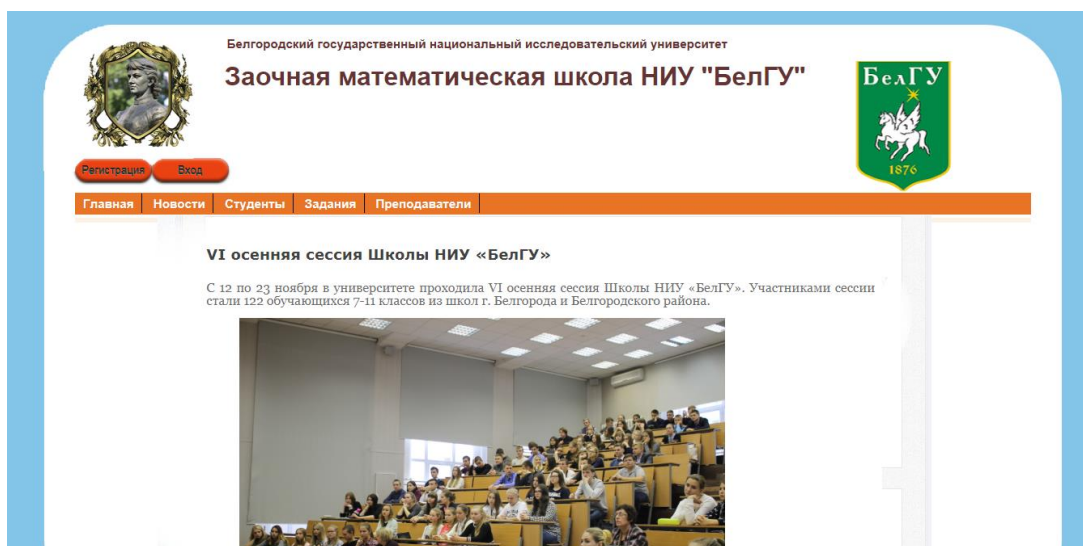 Белгородский государственный национальный исследовательский университет
Заочная математическая школа НИУ "БелГУ"
БелГУ
1876
Регистрация Вход
Главная Новости Студенты Задания Преподаватели
VI осенняя сессия Школы НИУ «БелГУ»
С 12 по 23 ноября в университете проходила VI осенняя сессия Школы НИУ «БелГУ». Участниками сессии
стали 122 обучающихся 7-11 классов из школ г. Белгорода и Белгородского района.